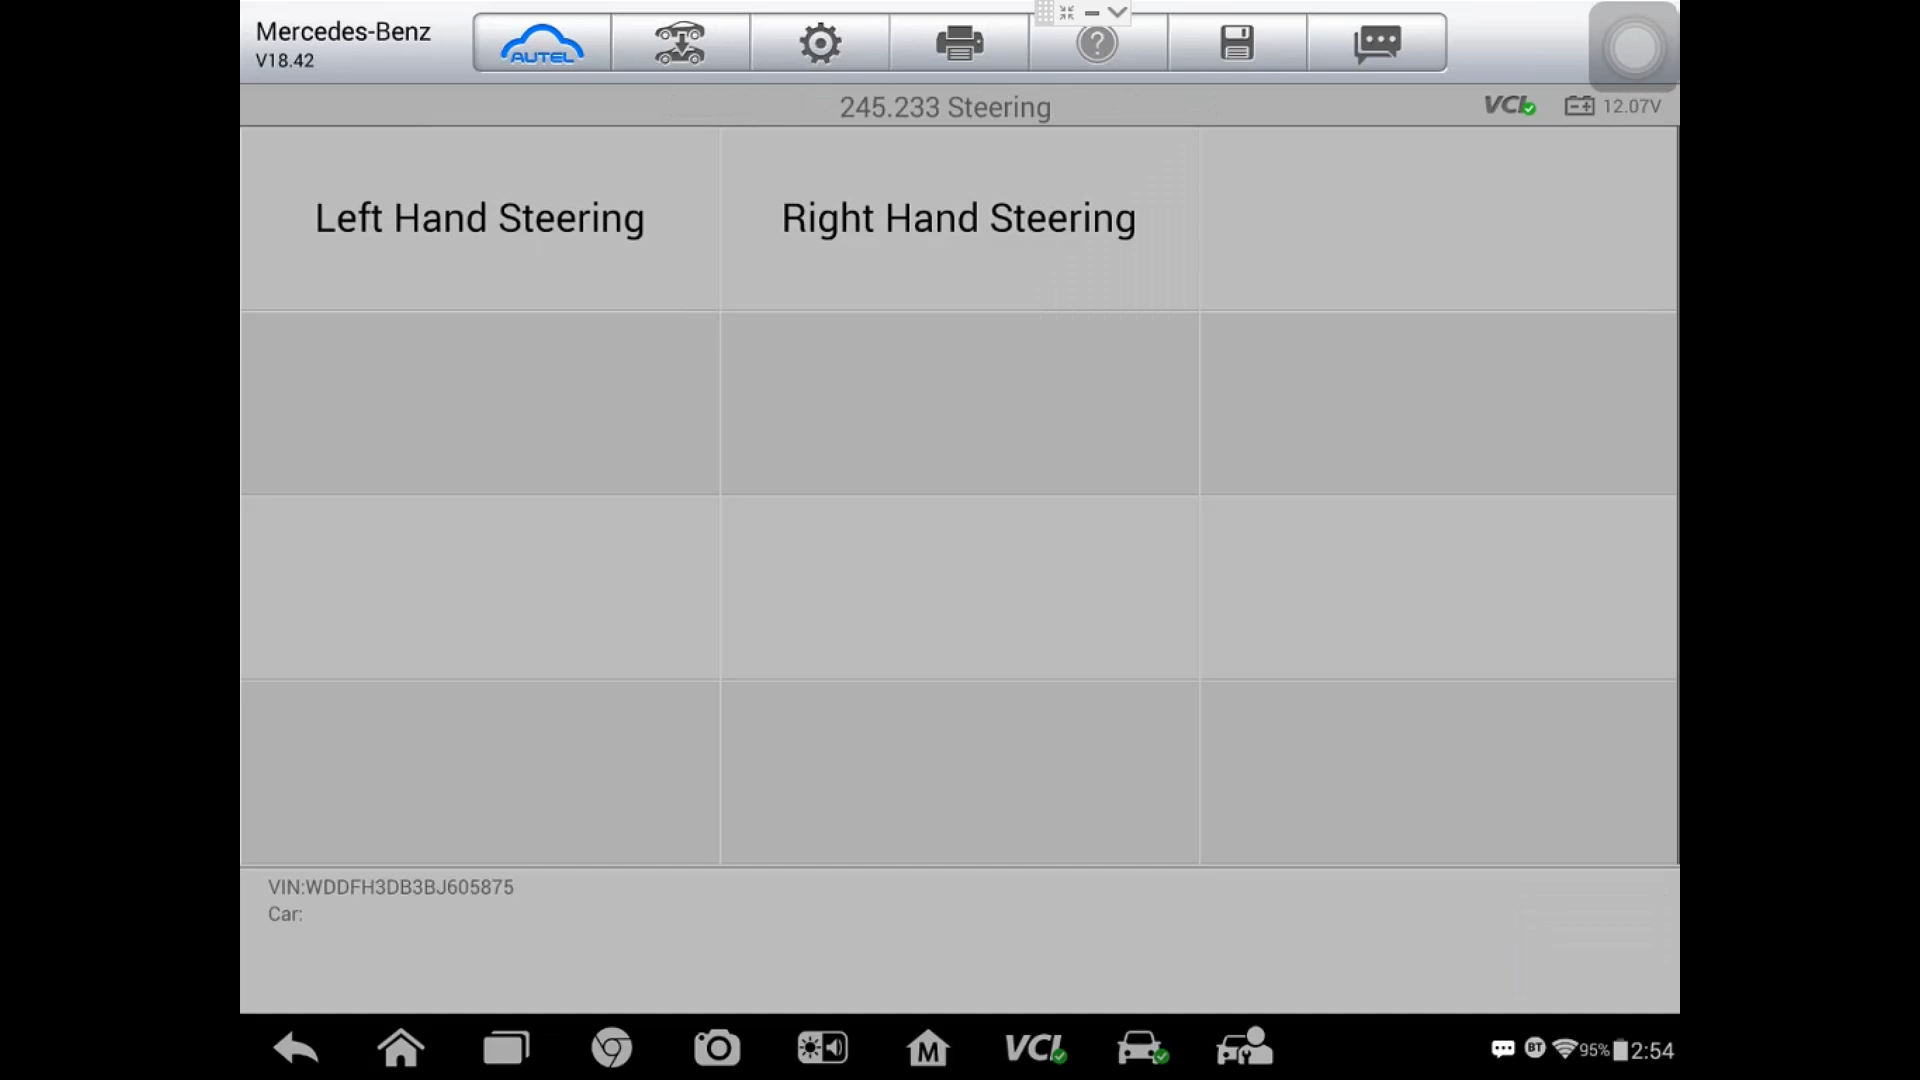 Mercedes-Benz
V18.42
AUTEL
?
245.233 Steering
VCI
12.07V
Left Hand Steering
Right Hand Steering
VIN:WDDFH3DB3BJ605875
Car:
M
VCI
BT
95%
2:54